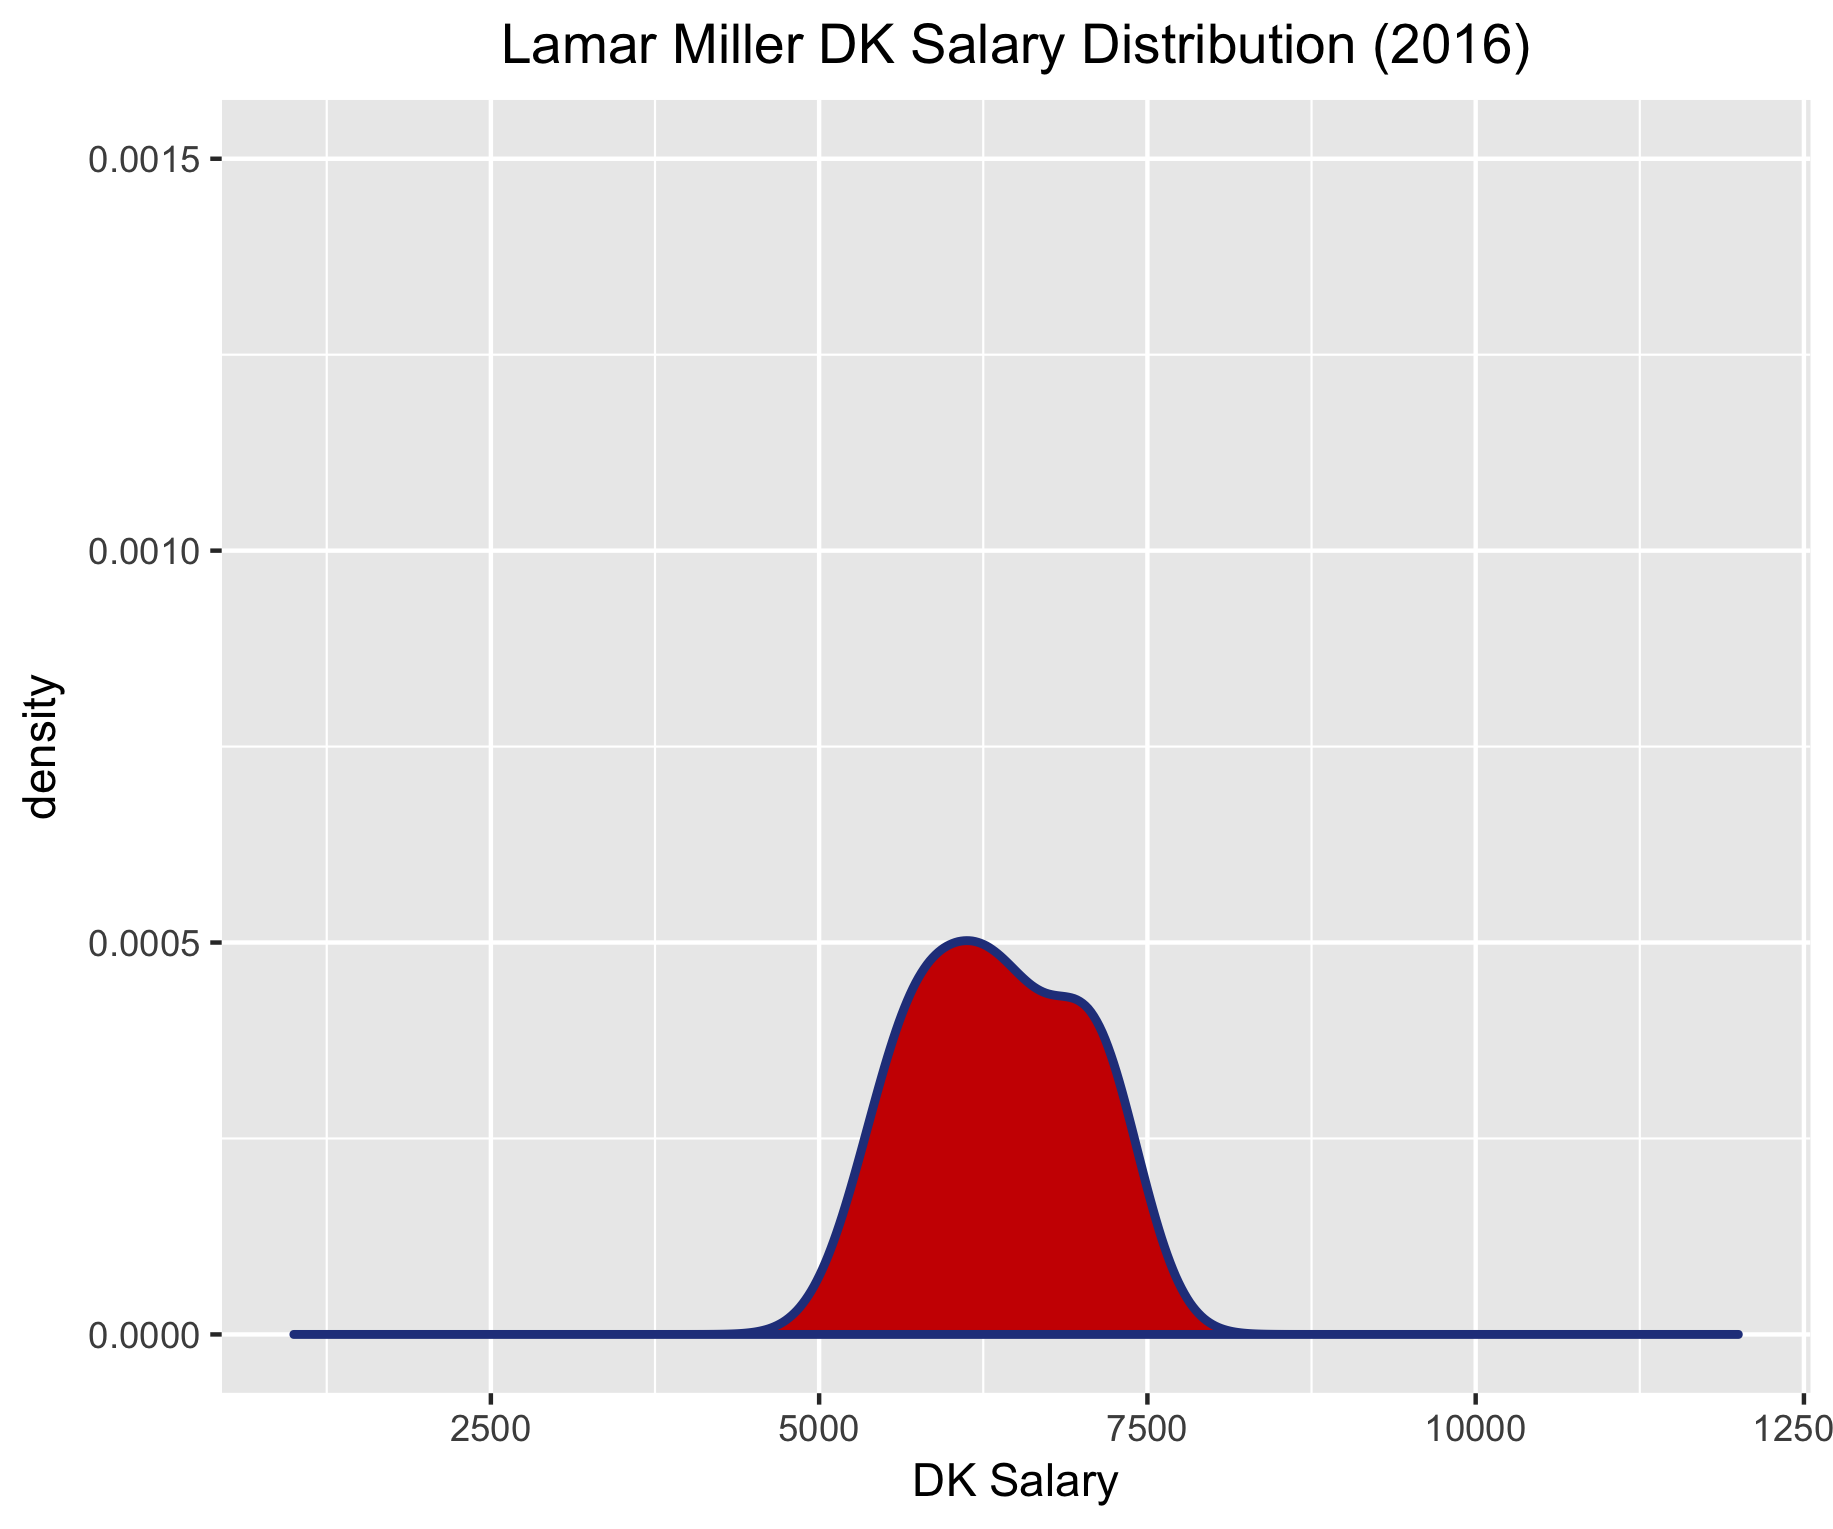 Lamar Miller DK Salary Distribution (2016)
0.0015
0.0010
0.0005
0.0000
density
2500 5000 7500 10000 1250
DK Salary